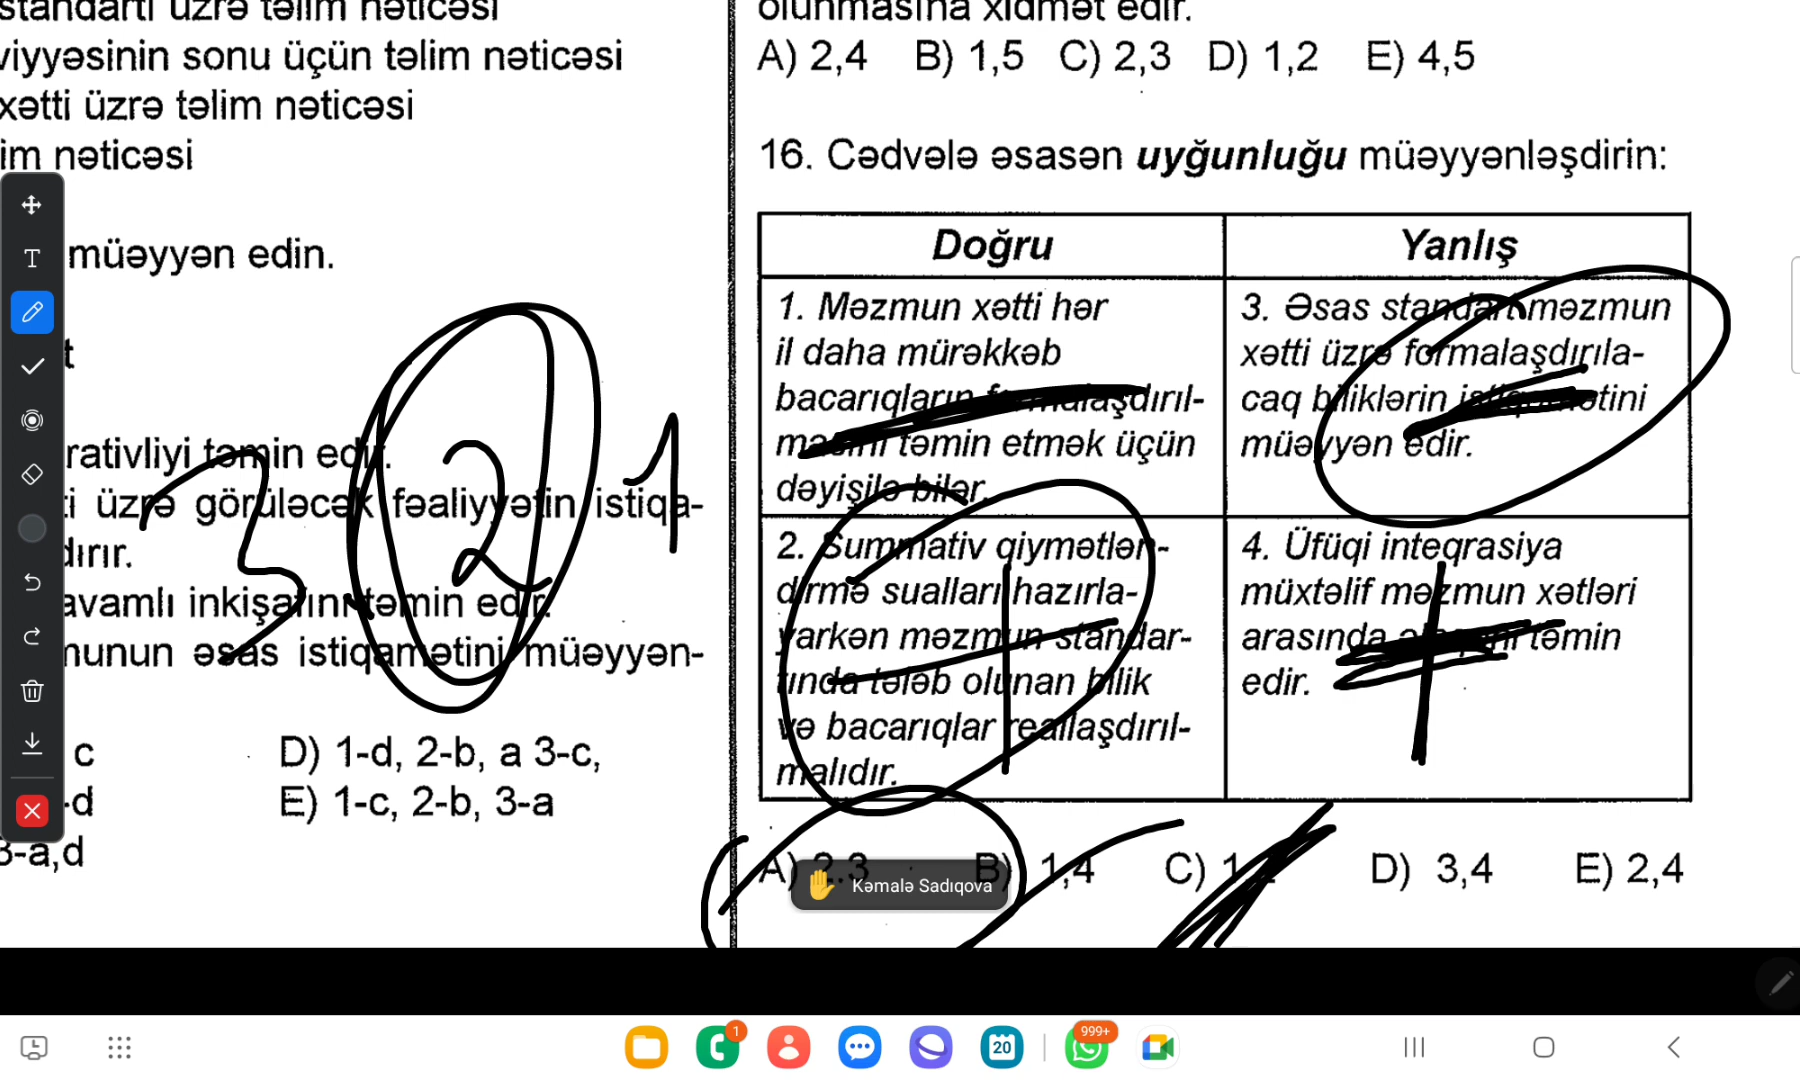 standartı üzrə təlim nəticəsi
viyyəsinin sonu üçün təlim nəticəsi
xətti üzrə təlim nəticəsi
im nəticəsi
müəyyən edin.
t
rativliyi təmin edir.
ti üzrə görüləcək fəaliyyətin istiqa-
dırır.
avamlı inkişafını təmin edir.
munun əsas istiqamətini müəyyən-
3 2 1
c D) 1-d, 2-b, a 3-c,
-d E) 1-c, 2-b, 3-a
3-a,d
olunmasına xidmət edir.
A) 2,4 B) 1,5 C) 2,3 D) 1,2 E) 4,5
16. Cədvələ əsasən uyğunluğu müəyyənləşdirin:
Doğru
Yanlış
1. Məzmun xətti hər
il daha mürəkkəb
bacarıqların formalaşdırıl-
masını təmin etmək üçün
dəyişilə bilər.
3. Əsas standart məzmun
xətti üzrə formalaşdırıla-
caq biliklərin istiqamətini
müəyyən edir.
2. Summativ qiymətlən-
dirmə sualları hazırla-
yarkən məzmun standar-
tında tələb olunan bilik
və bacarıqlar reallaşdırıl-
malıdır.
4. Üfüqi inteqrasiya
müxtəlif məzmun xətləri
arasında təmin
edir.
A) 2.3 B) 1,4 C) 1 D) 3,4 E) 2,4
Kəmalə Sadıqova
T
1
20
999+